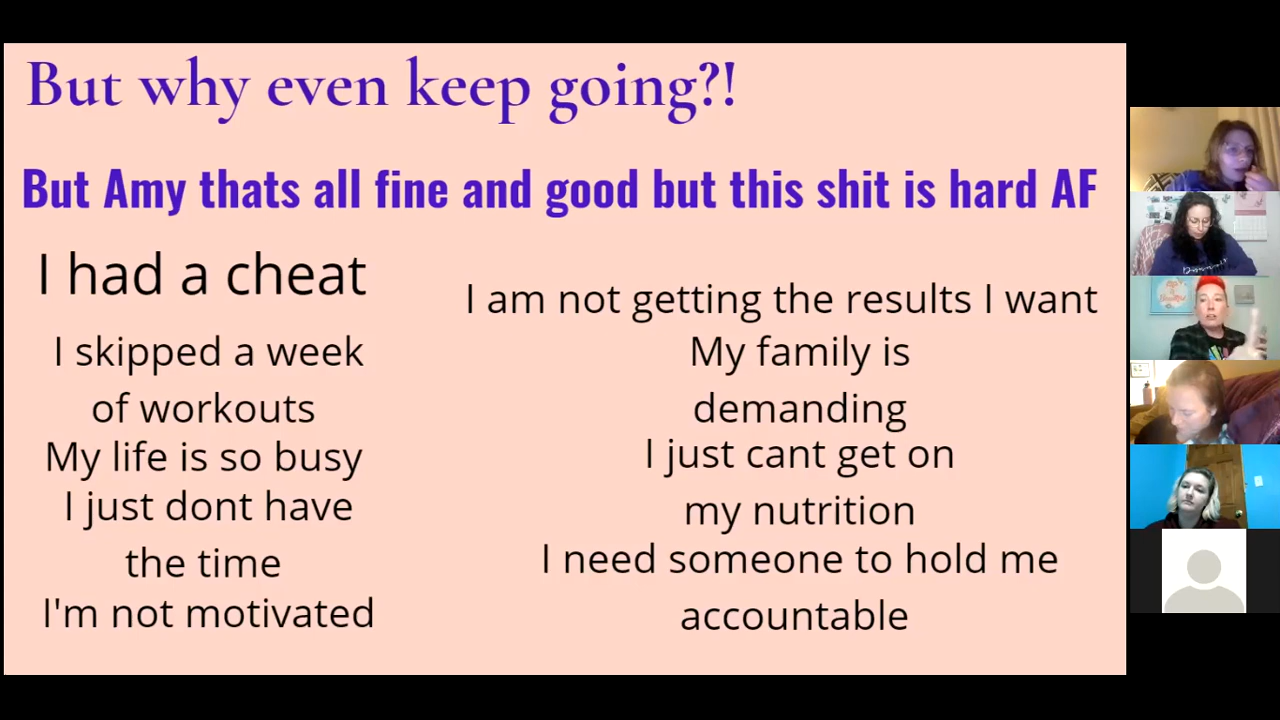 But why even keep going?!
But Amy thats all fine and good but this shit is hard AF
I had a cheat
I skipped a week
of workouts
My life is so busy
I just dont have
the time
I'm not motivated
I am not getting the results I want
My family is
demanding
I just cant get on
my nutrition
I need someone to hold me
accountable